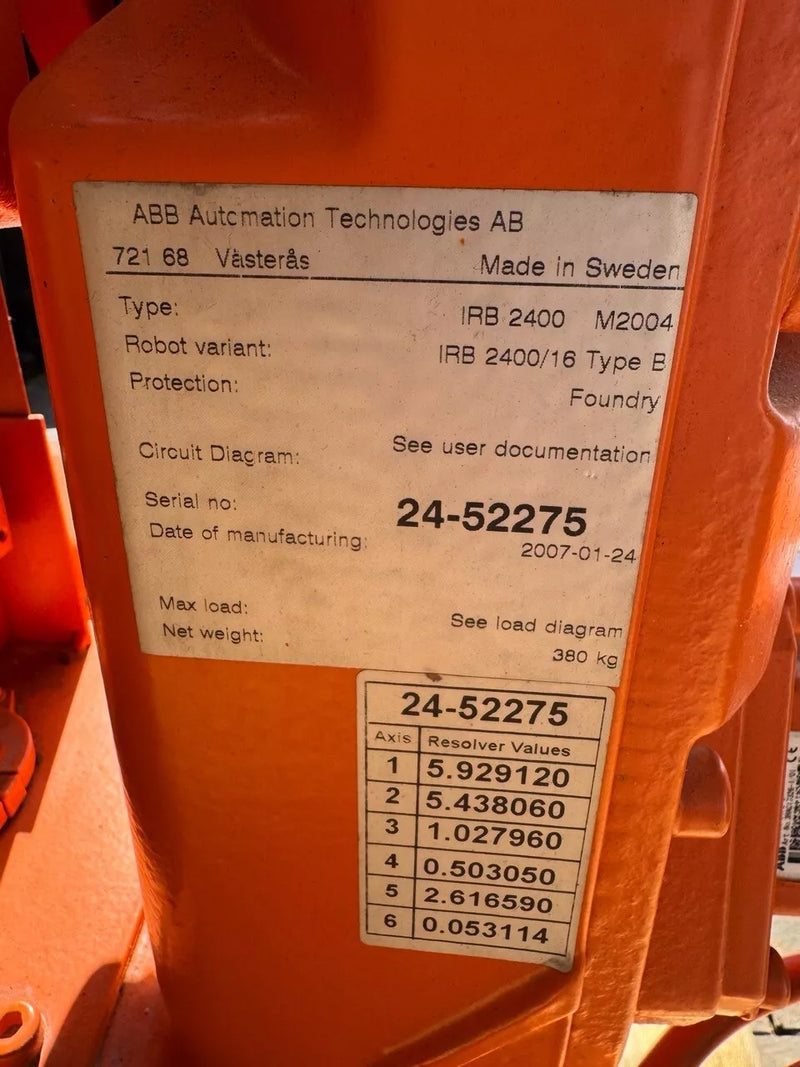 ABB Automation Technologies AB
721 68 Västerås Made in Sweden
Type: IRB 2400 M2004
Robot variant: IRB 2400/16 Type B
Protection: Foundry
Circuit Diagram: See user documentation
Serial no: 24-52275
Date of manufacturing: 2007-01-24
Max load: See load diagram
Net weight: 380 kg
24-52275
Axis Resolver Values
1 5.929120
2 5.438060
3 1.027960
4 0.503050
5 2.616590
6 0.053114
ABB
CE